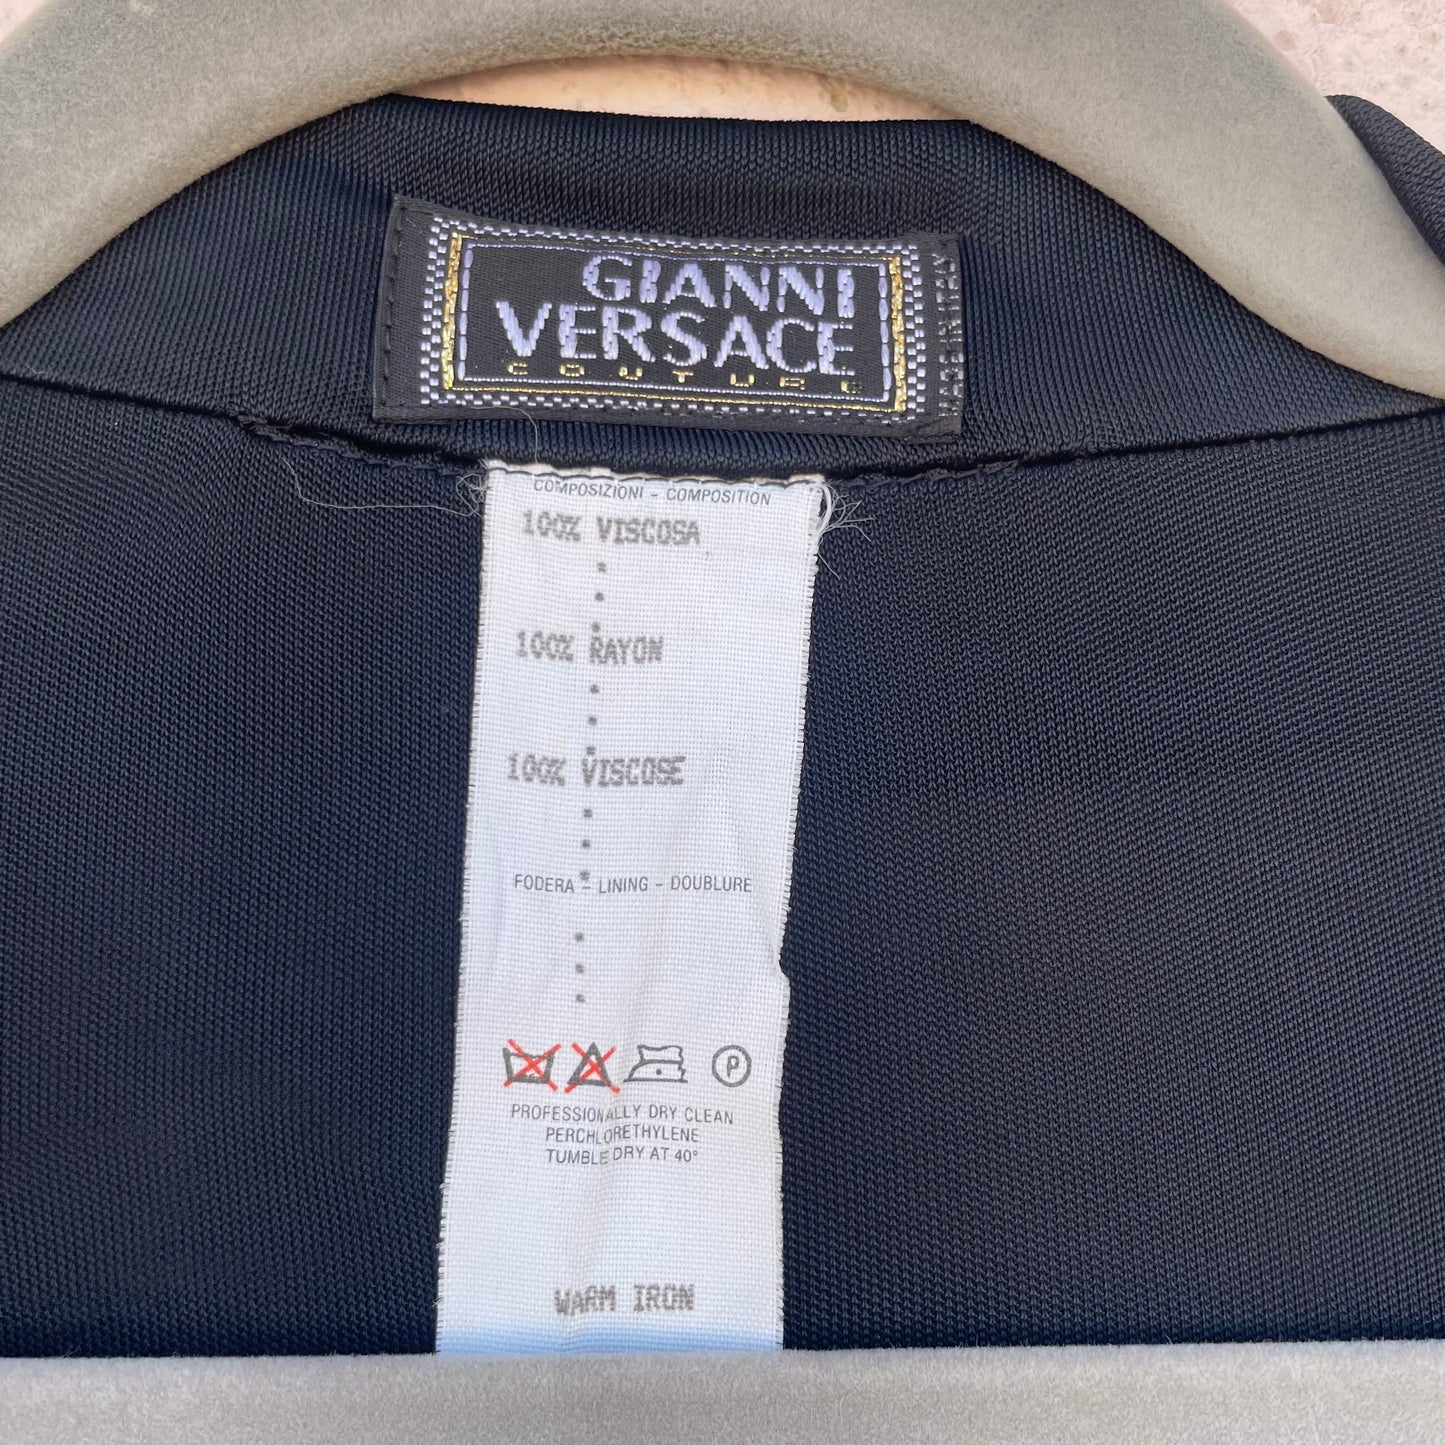 GIANNI
VERSACE
COUTURE
COMPOSIZIONI - COMPOSITION
100% VISCOSA
100% RAYON
100% VISCOSE
FODERA - LINING - DOUBLURE
P
PROFESSIONALLY DRY CLEAN
PERCHLORETHYLENE
TUMBLE DRY AT 40°
WARM IRON